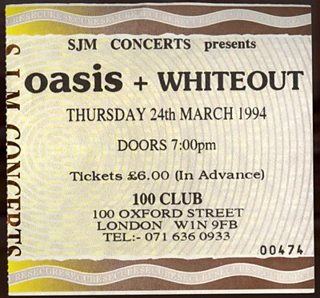 SJM CONCERTS presents
oasis + WHITEOUT
THURSDAY 24th MARCH 1994
DOORS 7:00pm
Tickets £6.00 (In Advance)
100 CLUB
100 OXFORD STREET
LONDON W1N 9FB
TEL:- 071 636 0933
00474
SJM CONCERTS